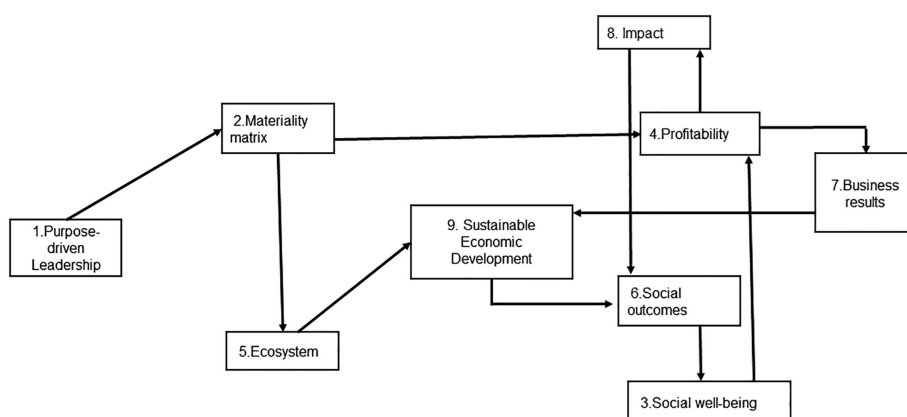 8. Impact
2.Materiality
matrix
4.Profitability
7.Business
results
1.Purpose-
driven
Leadership
9. Sustainable
Economic
Development
6.Social
outcomes
5.Ecosystem
3.Social well-being